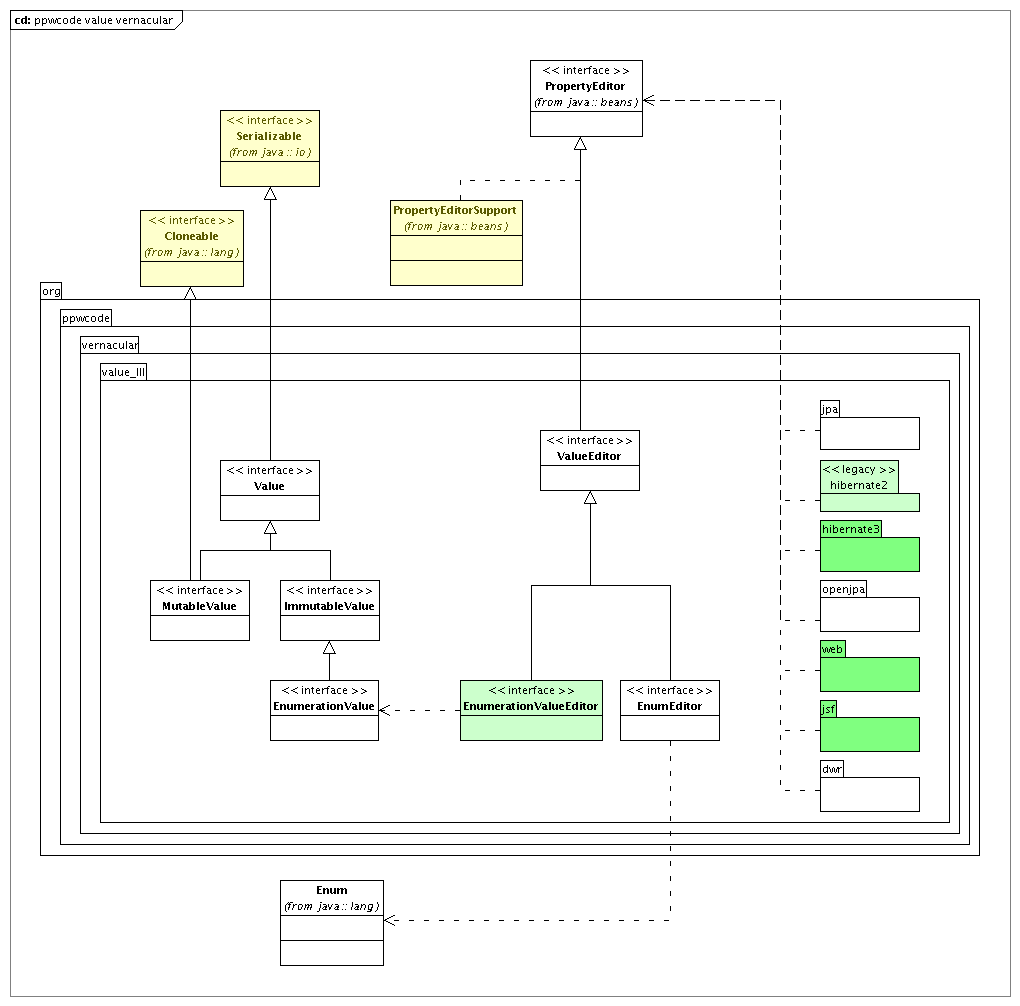 cd: ppwcode value vernacular
<< interface >>
PropertyEditor
(from java::beans)
<< interface >>
Serializable
(from java::io)
<< interface >>
Cloneable
(from java::lang)
PropertyEditorSupport
(from java::beans)
org
ppwcode
vernacular
value_III
<< interface >>
Value
<< interface >>
ValueEditor
<< interface >>
MutableValue
<< interface >>
ImmutableValue
<< interface >>
EnumerationValue
<< interface >>
EnumerationValueEditor
<< interface >>
EnumEditor
jpa
<< legacy >>
hibernate2
hibernate3
openjpa
web
jsf
dwr
Enum
(from java::lang)